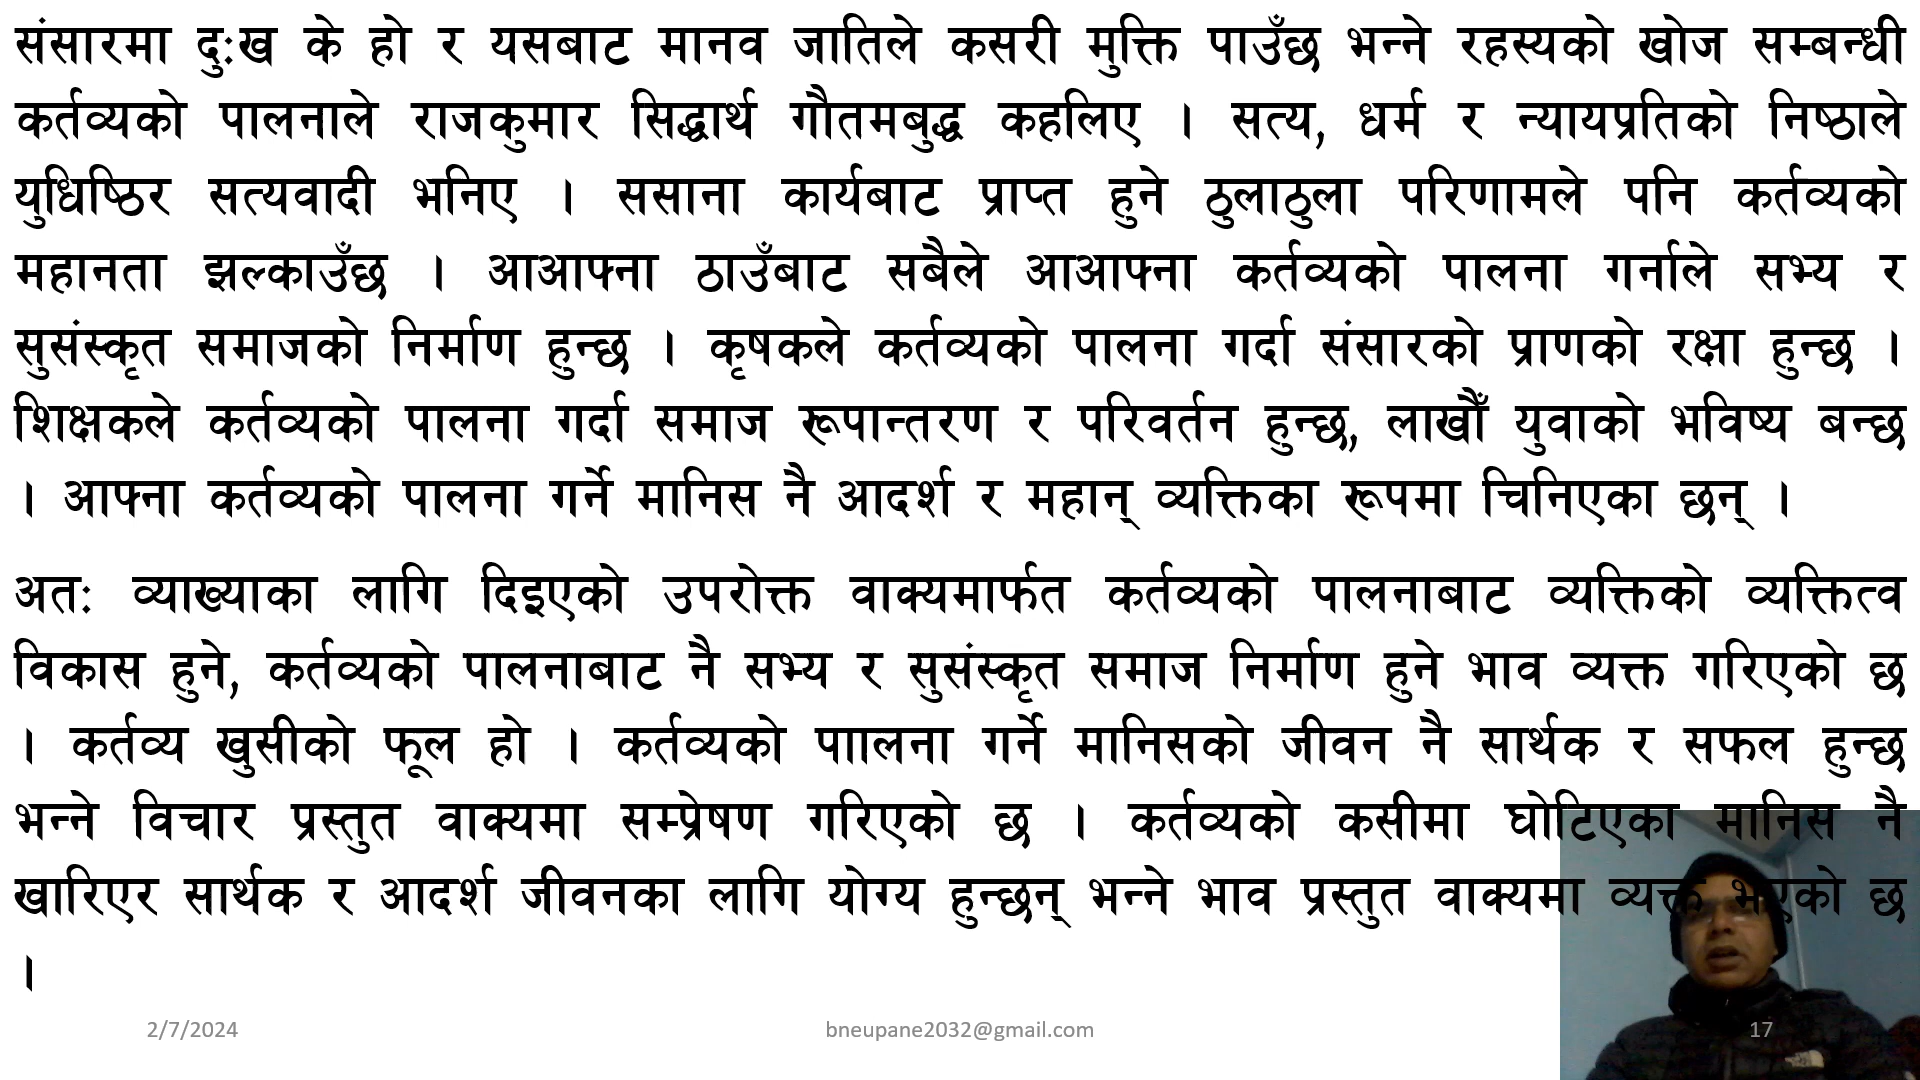 संसारमा दुःख के हो र यसबाट मानव जातिले कसरी मुक्ति पाउँछ भन्ने रहस्यको खोज सम्बन्धी
कर्तव्यको पालनाले राजकुमार सिद्धार्थ गौतमबुद्ध कहलिए । सत्य, धर्म र न्यायप्रतिको निष्ठाले
युधिष्ठिर सत्यवादी भनिए । ससाना कार्यबाट प्राप्त हुने ठुलाठुला परिणामले पनि कर्तव्यको
महानता झल्काउँछ । आआफ्ना ठाउँबाट सबैले आआफ्ना कर्तव्यको पालना गर्नाले सभ्य र
सुसंस्कृत समाजको निर्माण हुन्छ । कृषकले कर्तव्यको पालना गर्दा संसारको प्राणको रक्षा हुन्छ ।
शिक्षकले कर्तव्यको पालना गर्दा समाज रूपान्तरण र परिवर्तन हुन्छ, लाखौँ युवाको भविष्य बन्छ
। आफ्ना कर्तव्यको पालना गर्ने मानिस नै आदर्श र महान् व्यक्तिका रूपमा चिनिएका छन् ।
अतः व्याख्याका लागि दिइएको उपरोक्त वाक्यमार्फत कर्तव्यको पालनाबाट व्यक्तिको व्यक्तित्व
विकास हुने, कर्तव्यको पालनाबाट नै सभ्य र सुसंस्कृत समाज निर्माण हुने भाव व्यक्त गरिएको छ
। कर्तव्य खुसीको फूल हो । कर्तव्यको पाालना गर्ने मानिसको जीवन नै सार्थक र सफल हुन्छ
भन्ने विचार प्रस्तुत वाक्यमा सम्प्रेषण गरिएको छ । कर्तव्यको कसीमा घोटिएका मानिस नै
खारिएर सार्थक र आदर्श जीवनका लागि योग्य हुन्छन् भन्ने भाव प्रस्तुत वाक्यमा व्यक्त भएको छ
।
2/7/2024 bneupane2032@gmail.com 17